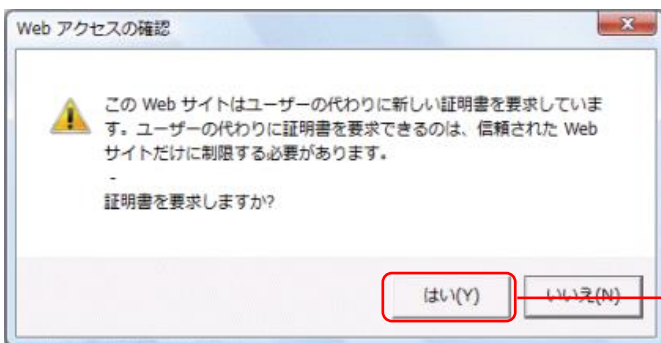 Web アクセスの確認
この Web サイトはユーザーの代わりに新しい証明書を要求していま
す。ユーザーの代わりに証明書を要求できるのは、信頼された Web
サイトだけに制限する必要があります。
-
証明書を要求しますか?
はい(Y) いいえ(N)